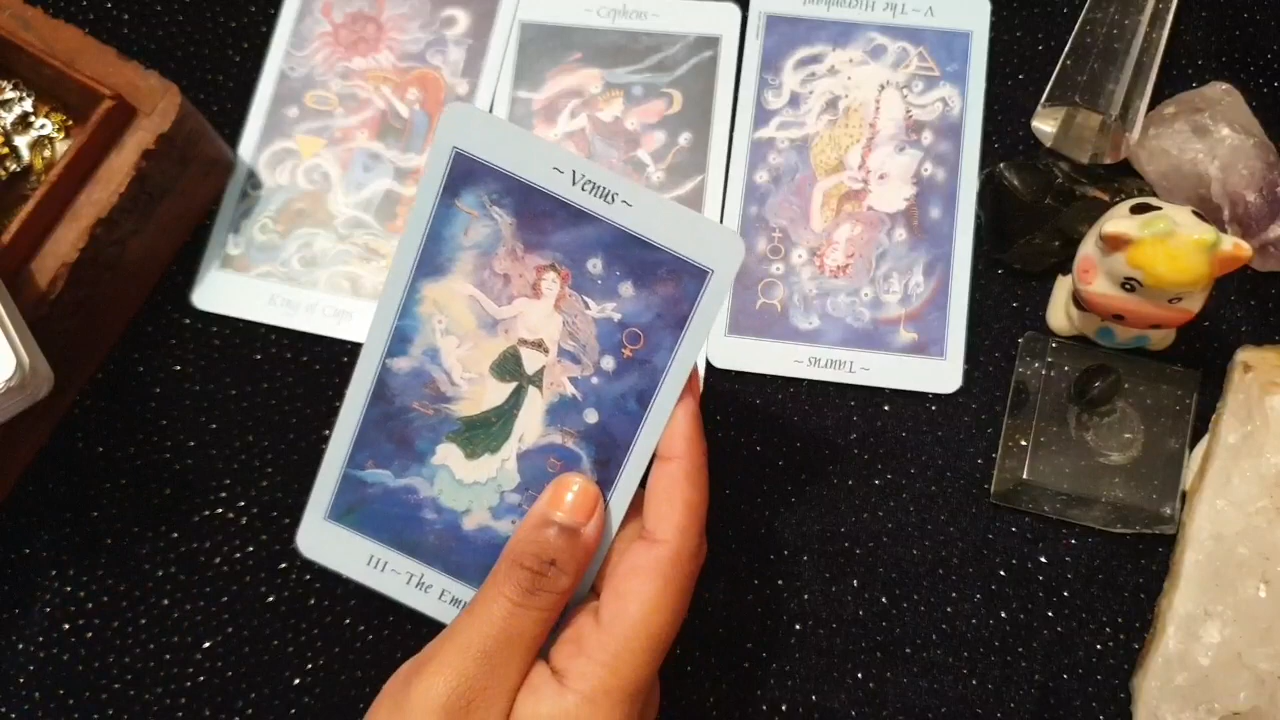 ~ Cepheus ~
V ~ The Hierophant
~ Venus ~
King of Cups
~ Taurus ~
III ~ The Em